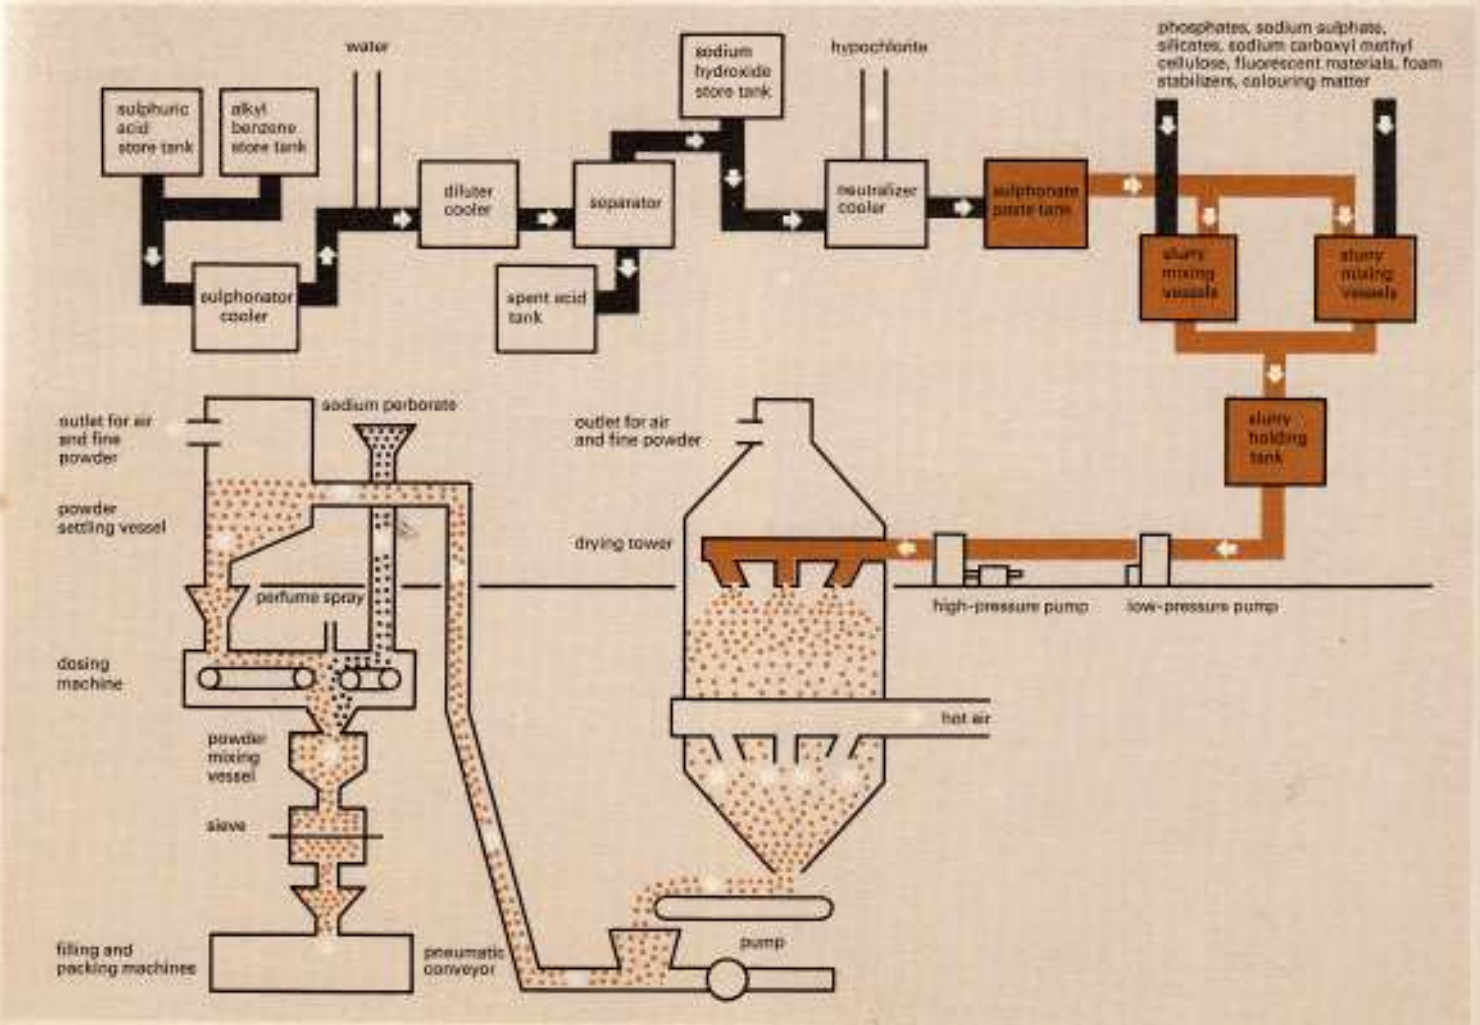 water
sodium
hydroxide
store tank
hypochlorite
phosphates, sodium sulphate,
silicates, sodium carboxyl methyl
cellulose, fluorescent materials, foam
stabilizers, colouring matter
sulphuric
acid
store tank
alkyl
benzene
store tank
diluter
cooler
separator
neutralizer
cooler
sulphonate
paste tank
slurry
mixing
vessels
slurry
mixing
vessels
sulphonator
cooler
spent acid
tank
outlet for air
and fine
powder
sodium perborate
outlet for air
and fine powder
slurry
holding
tank
powder
settling vessel
drying tower
perfume spray
high-pressure pump
low-pressure pump
dosing
machine
hot air
powder
mixing
vessel
sieve
filling and
packing machines
pneumatic
conveyor
pump